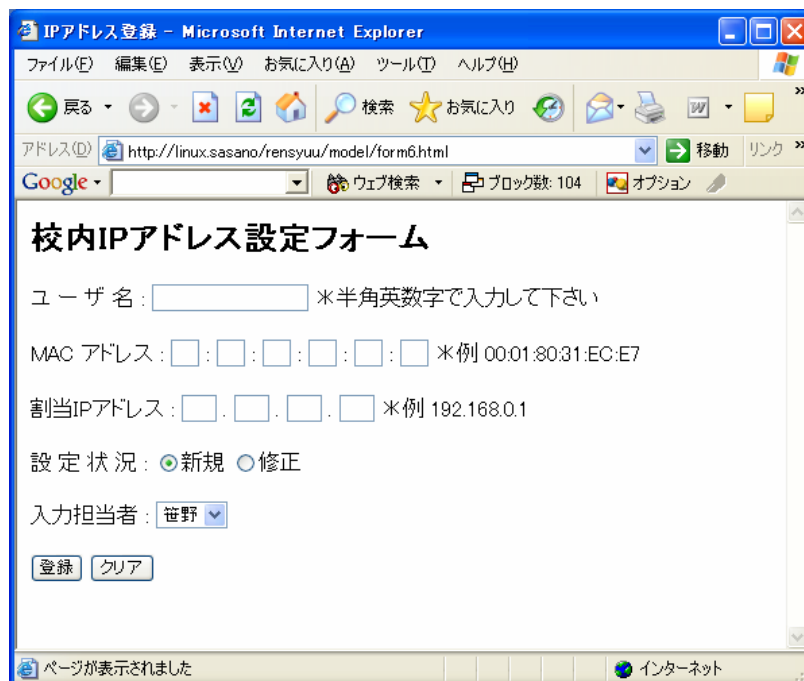 IPアドレス登録 - Microsoft Internet Explorer
ファイル(F) 編集(E) 表示(V) お気に入り(A) ツール(T) ヘルプ(H)
戻る 検索 お気に入り
アドレス(D) http://linux.sasano/rensyuu/model/form6.html 移動 リンク »
Google ウェブ検索 ブロック数: 104 オプション
校内IPアドレス設定フォーム
ユ ー ザ 名 : *半角英数字で入力して下さい
MAC アドレス : : : : : : *例 00:01:80:31:EC:E7
割当IPアドレス : . . . *例 192.168.0.1
設 定 状 況 : 新規 修正
入力担当者 : 笹野
登録 クリア
ページが表示されました インターネット